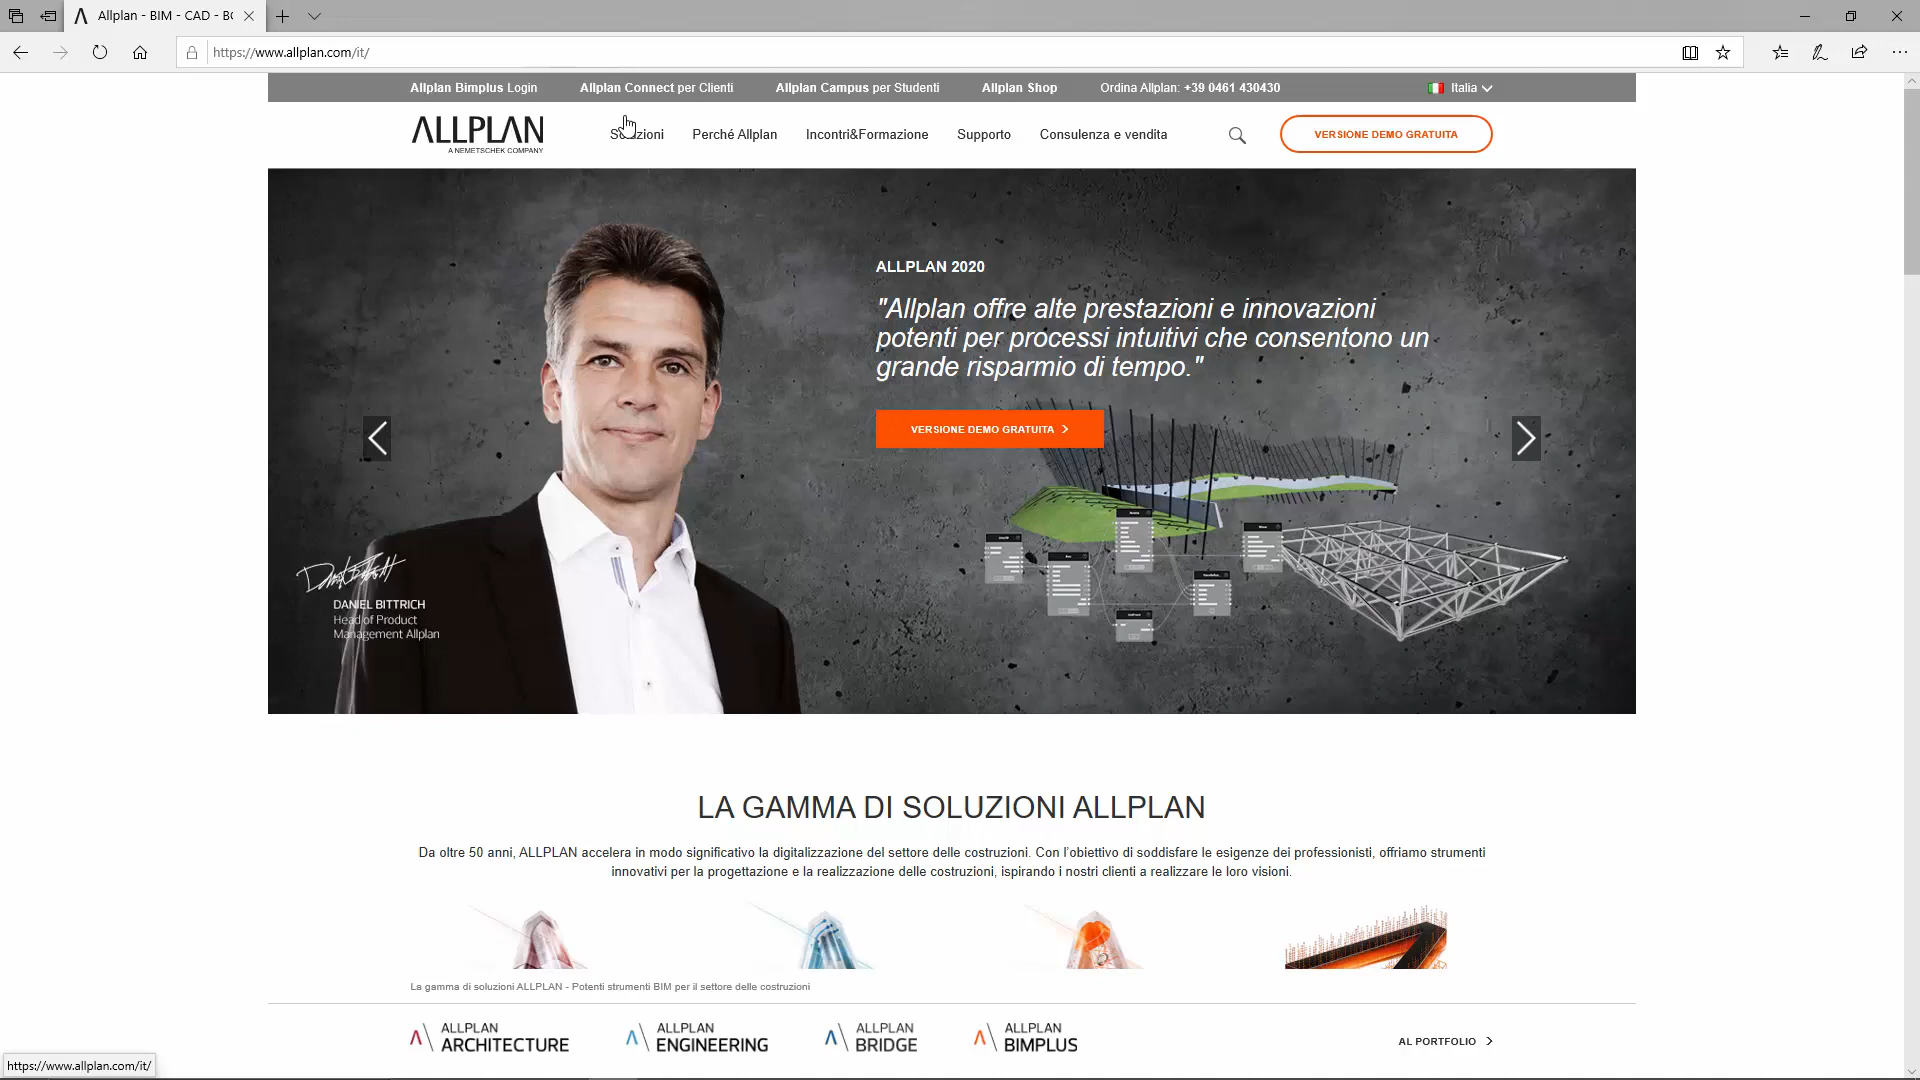 Allplan - BIM - CAD - BC
https://www.allplan.com/it/
Allplan Bimplus Login
Allplan Connect per Clienti
Allplan Campus per Studenti
Allplan Shop
Ordina Allplan: +39 0461 430430
Italia
ALLPLAN
A NEMETSCHEK COMPANY
Soluzioni
Perché Allplan
Incontri&Formazione
Supporto
Consulenza e vendita
VERSIONE DEMO GRATUITA
ALLPLAN 2020
"Allplan offre alte prestazioni e innovazioni
potenti per processi intuitivi che consentono un
grande risparmio di tempo."
VERSIONE DEMO GRATUITA
DANIEL BITTRICH
Head of Product
Management Allplan
LA GAMMA DI SOLUZIONI ALLPLAN
Da oltre 50 anni, ALLPLAN accelera in modo significativo la digitalizzazione del settore delle costruzioni. Con l'obiettivo di soddisfare le esigenze dei professionisti, offriamo strumenti
innovativi per la progettazione e la realizzazione delle costruzioni, ispirando i nostri clienti a realizzare le loro visioni.
La gamma di soluzioni ALLPLAN - Potenti strumenti BIM per il settore delle costruzioni
ALLPLAN
ARCHITECTURE
ALLPLAN
ENGINEERING
ALLPLAN
BRIDGE
ALLPLAN
BIMPLUS
AL PORTFOLIO
https://www.allplan.com/it/